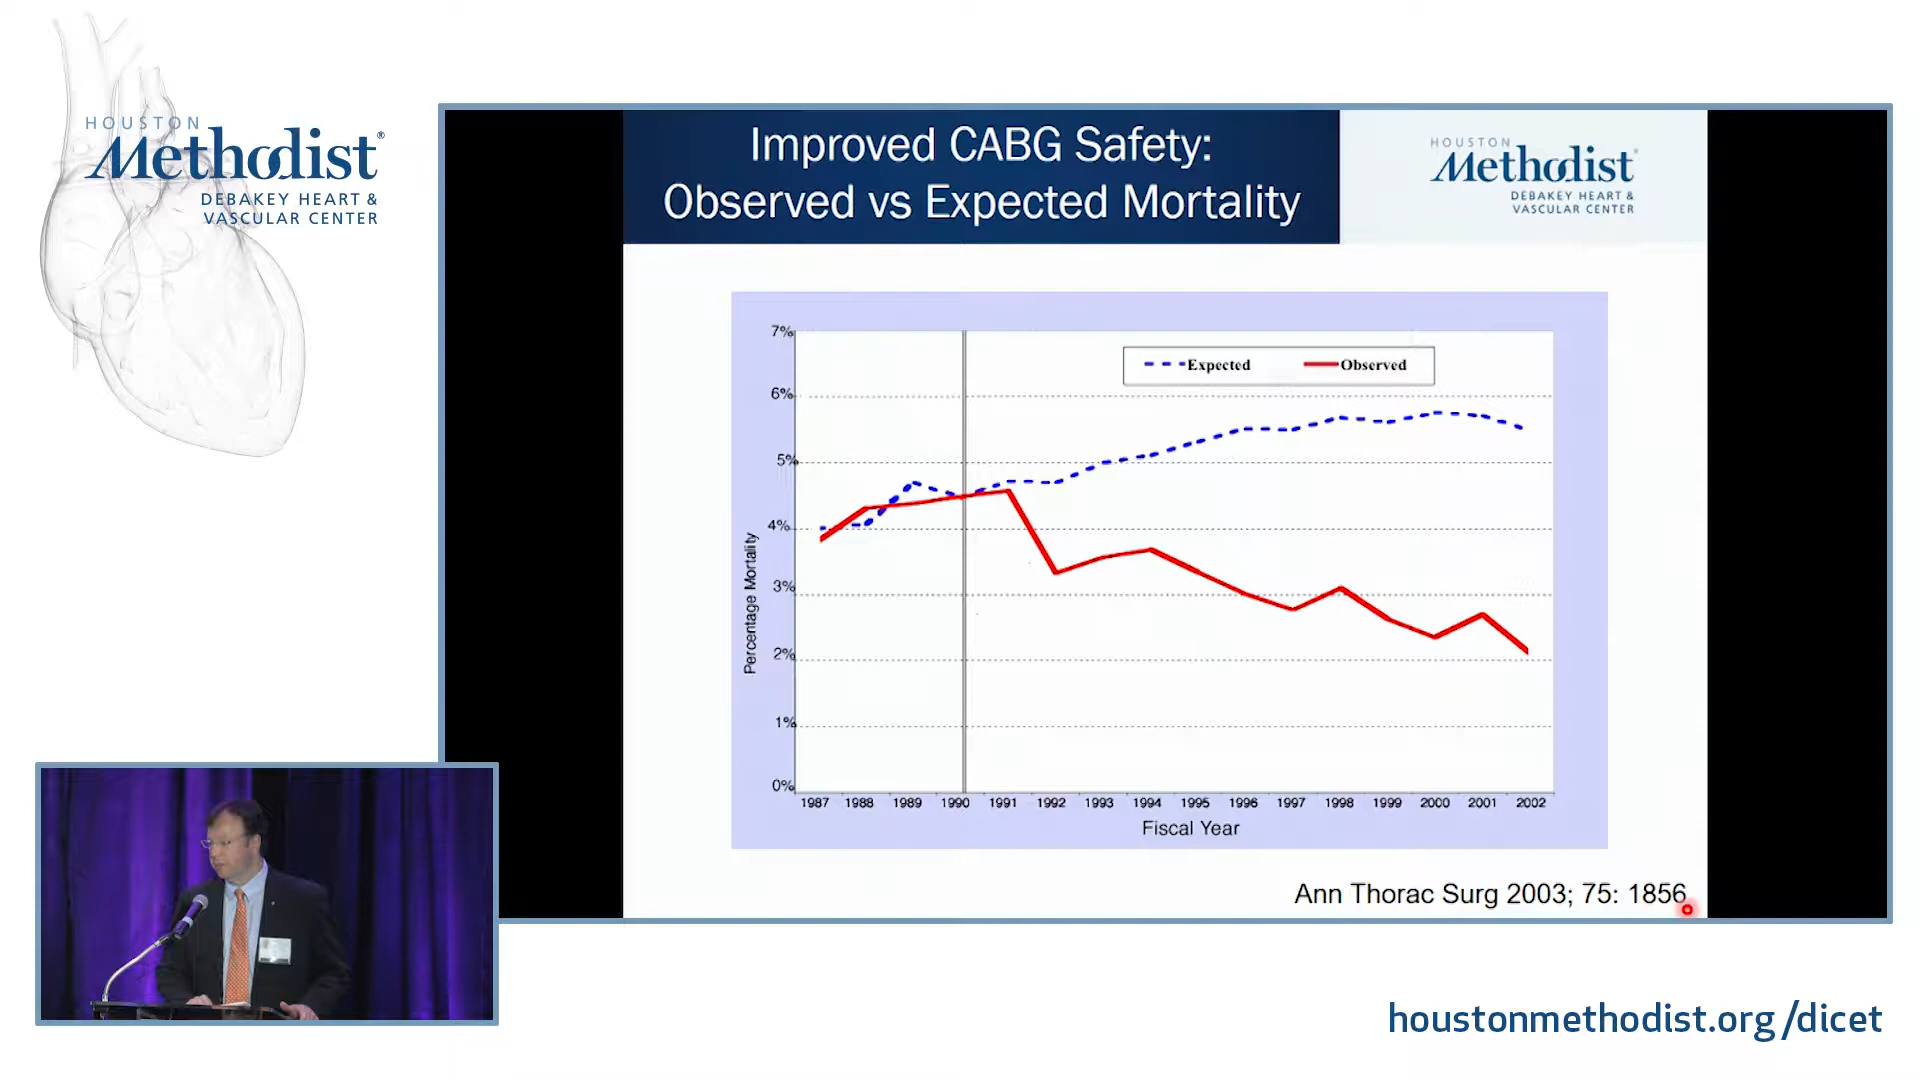 HOUSTON
Methodist®
DEBAKEY HEART &
VASCULAR CENTER
Improved CABG Safety:
Observed vs Expected Mortality
HOUSTON
Methodist®
DEBAKEY HEART &
VASCULAR CENTER
Expected
Observed
7%
6%
5%
4%
3%
2%
1%
0%
Percentage Mortality
1987 1988 1989 1990 1991 1992 1993 1994 1995 1996 1997 1998 1999 2000 2001 2002
Fiscal Year
Ann Thorac Surg 2003; 75: 1856
houstonmethodist.org/dicet